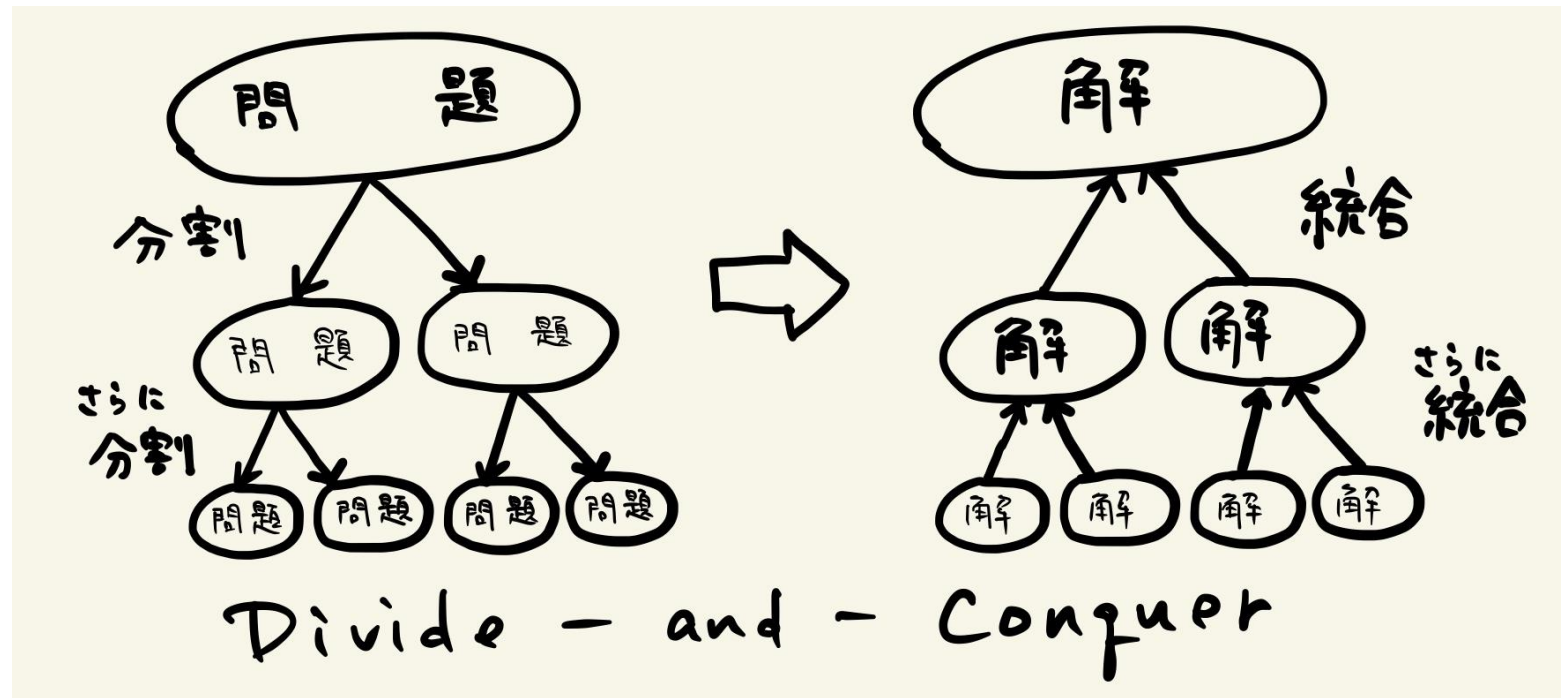 問 題
分割
問 題
問 題
さらに
分割
問題
問題
問題
問題
解
統合
解
解
さらに
統合
解
解
解
解
Divide - and - Conquer